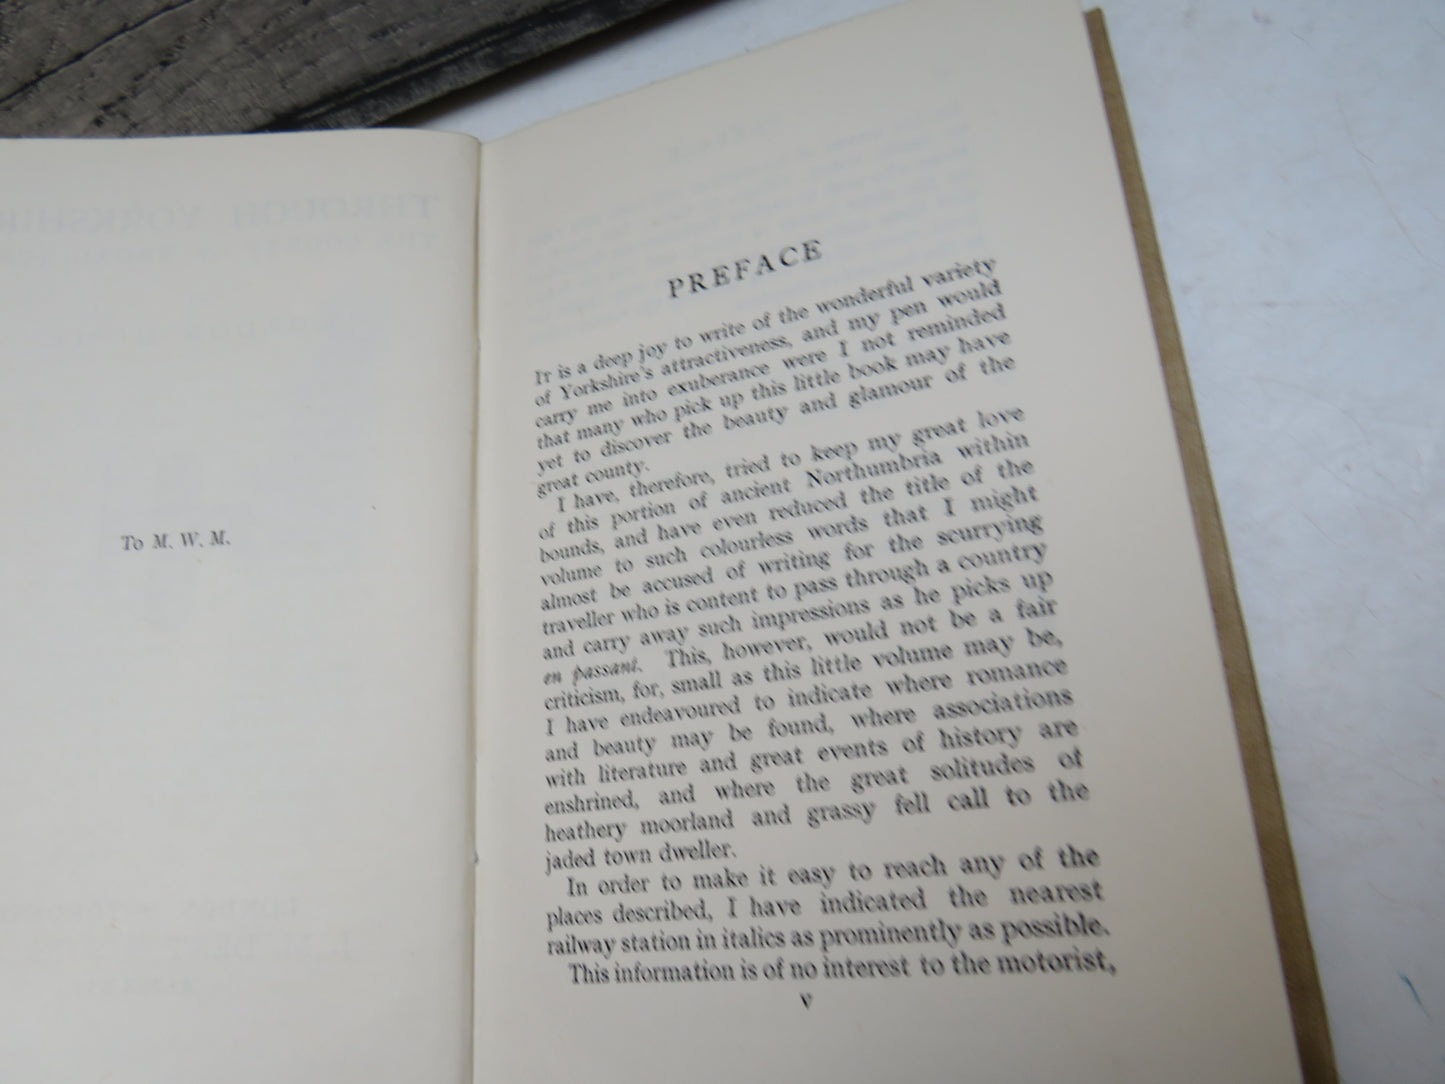 To M. W. M.
PREFACE
It is a deep joy to write of the wonderful variety
of Yorkshire's attractiveness, and my pen would
carry me into exuberance were I not reminded
that many who pick up this little book may have
yet to discover the beauty and glamour of the
great county.
I have, therefore, tried to keep my great love
of this portion of ancient Northumbria within
bounds, and have even reduced the title of the
volume to such colourless words that I might
almost be accused of writing for the scurrying
traveller who is content to pass through a country
and carry away such impressions as he picks up
en passant. This, however, would not be a fair
criticism, for, small as this little volume may be,
I have endeavoured to indicate where romance
and beauty may be found, where associations
with literature and great events of history are
enshrined, and where the great solitudes of
heathery moorland and grassy fell call to the
jaded town dweller.
In order to make it easy to reach any of the
places described, I have indicated the nearest
railway station in italics as prominently as possible.
This information is of no interest to the motorist,
v